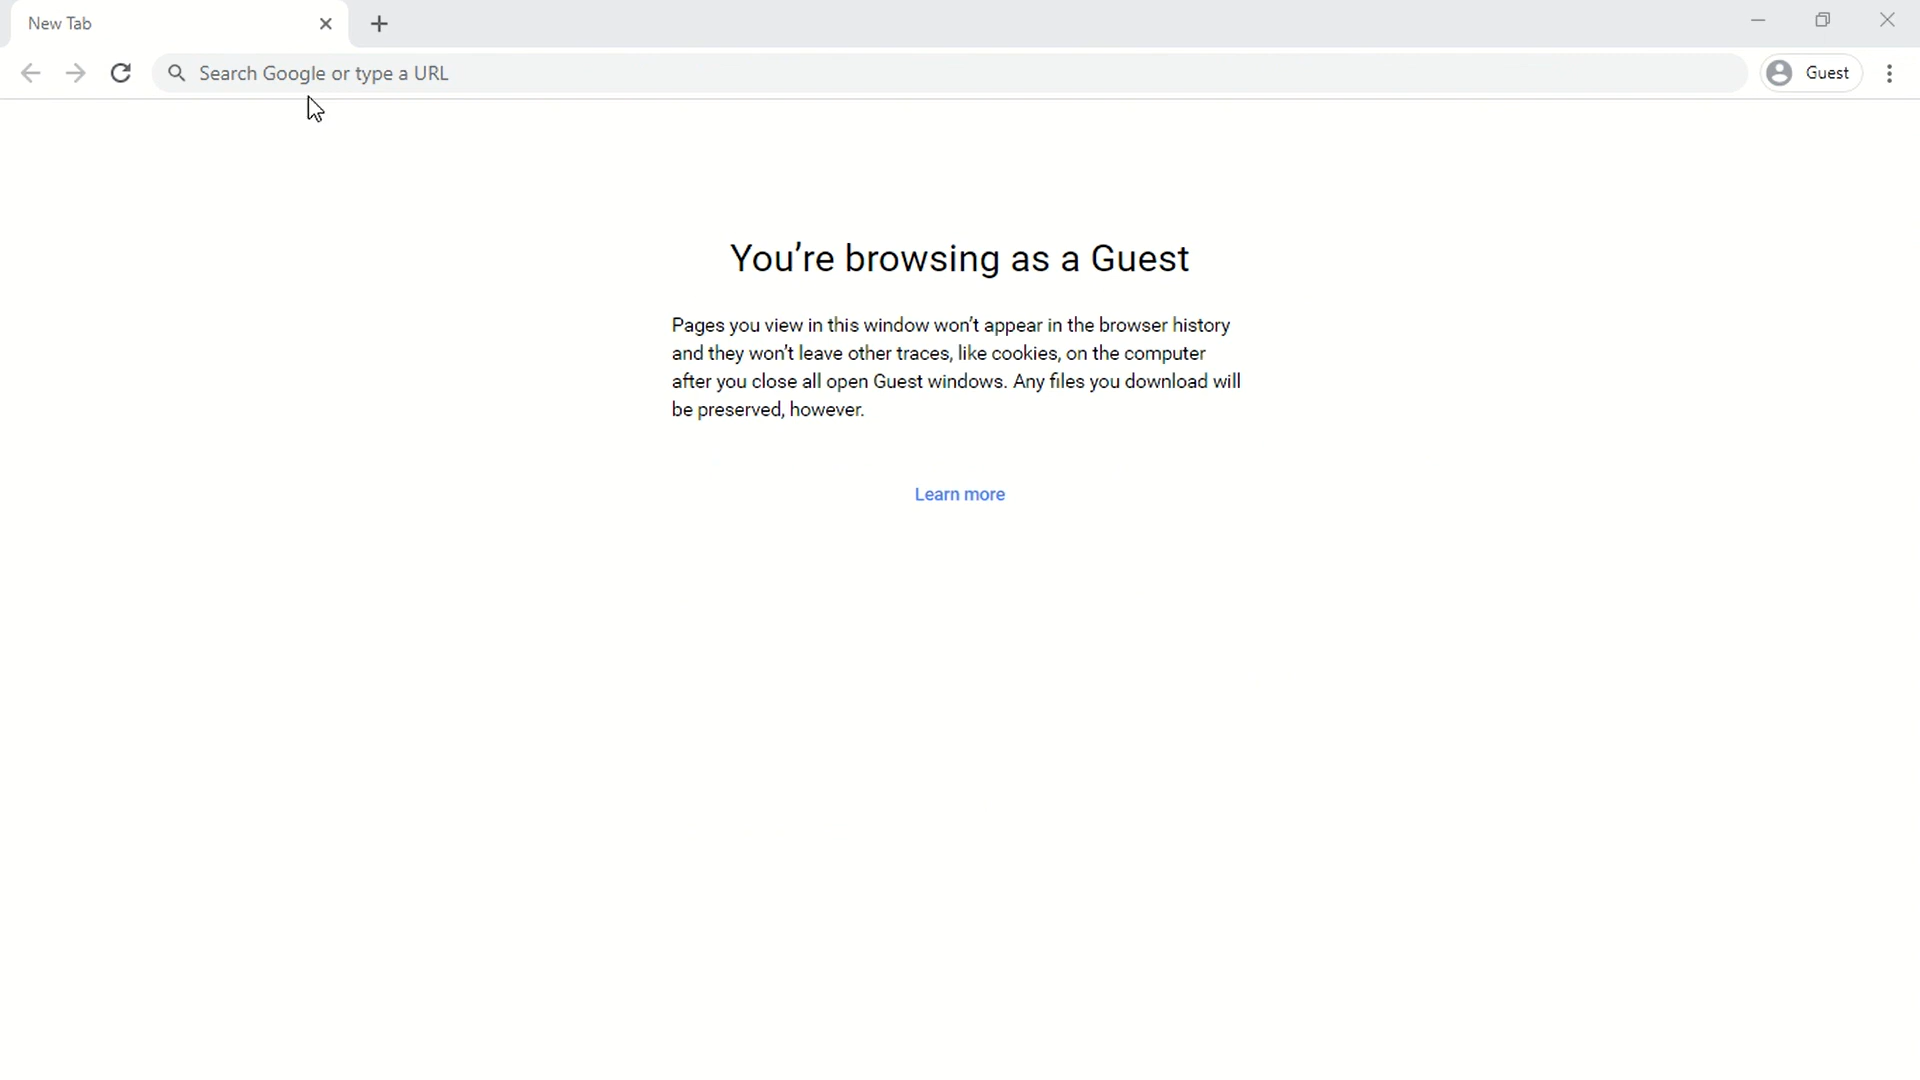 New Tab
Search Google or type a URL
Guest
You're browsing as a Guest
Pages you view in this window won't appear in the browser history
and they won't leave other traces, like cookies, on the computer
after you close all open Guest windows. Any files you download will
be preserved, however.
Learn more